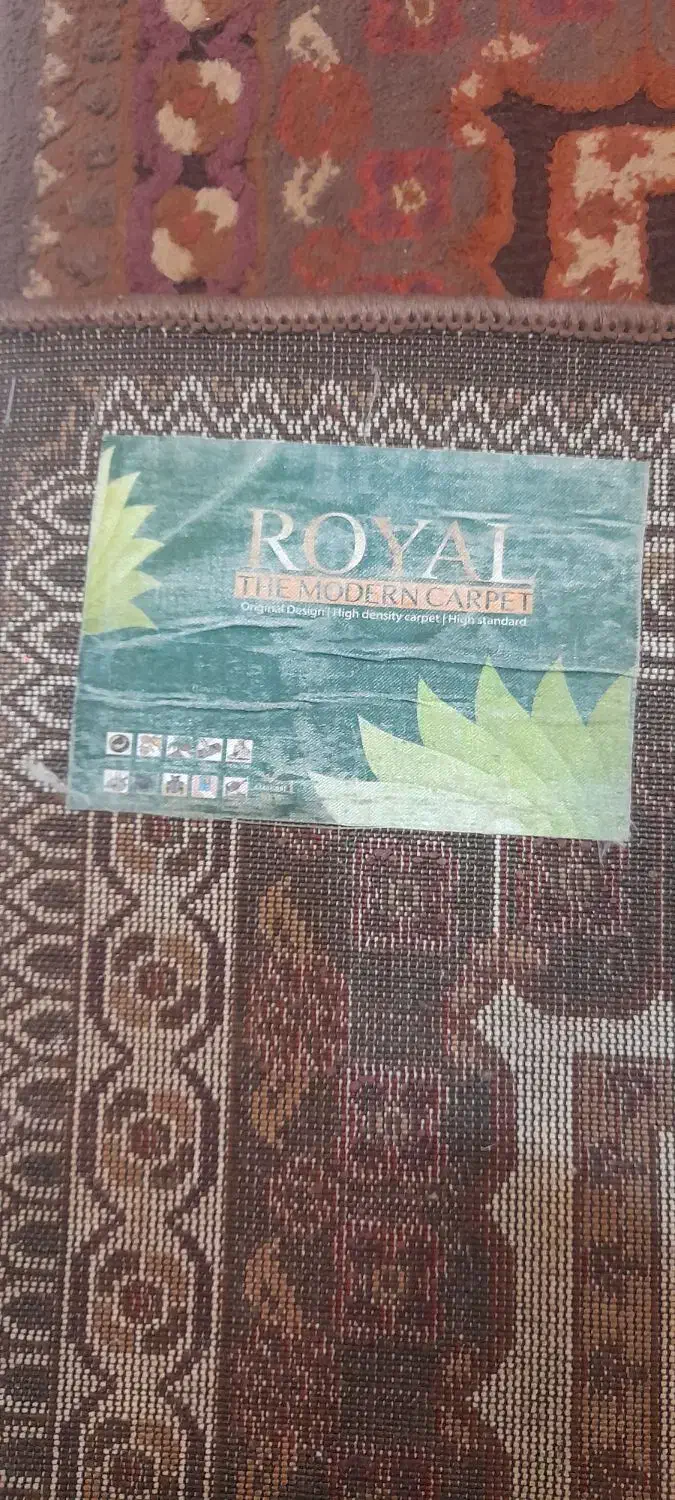 ROYAL
THE MODERN CARPET
Original Design | High density carpet | High standard